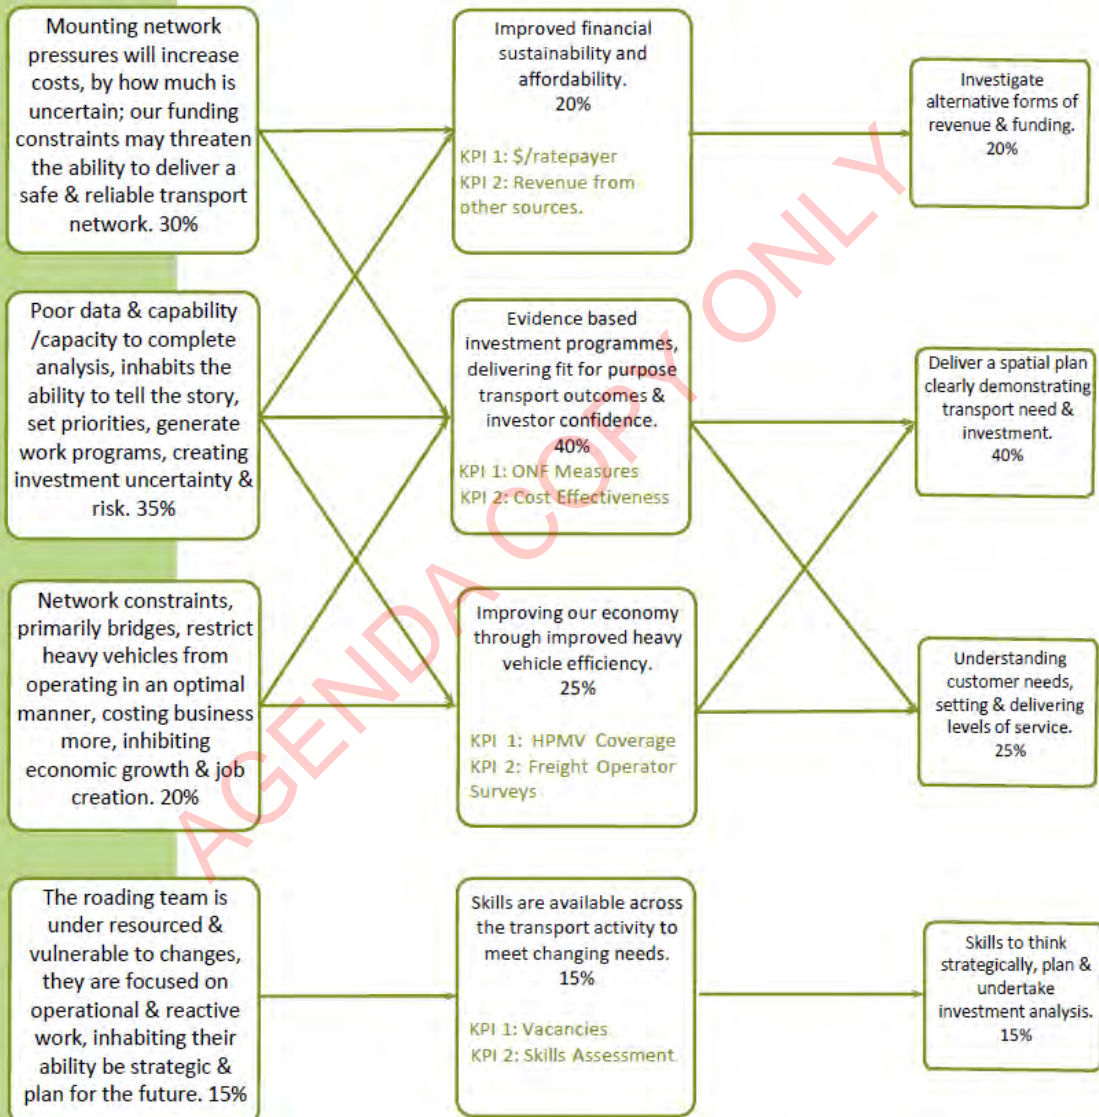 Mounting network
pressures will increase
costs, by how much is
uncertain; our funding
constraints may threaten
the ability to deliver a
safe & reliable transport
network. 30%
Improved financial
sustainability and
affordability.
20%
KPI 1: $/ratepayer
KPI 2: Revenue from
other sources.
Investigate
alternative forms of
revenue & funding.
20%
Poor data & capability
/capacity to complete
analysis, inhabits the
ability to tell the story,
set priorities, generate
work programs, creating
investment uncertainty &
risk. 35%
Evidence based
investment programmes,
delivering fit for purpose
transport outcomes &
investor confidence.
40%
KPI 1: ONF Measures
KPI 2: Cost Effectiveness
Deliver a spatial plan
clearly demonstrating
transport need &
investment.
40%
Network constraints,
primarily bridges, restrict
heavy vehicles from
operating in an optimal
manner, costing business
more, inhibiting
economic growth & job
creation. 20%
Improving our economy
through improved heavy
vehicle efficiency.
25%
KPI 1: HPMV Coverage
KPI 2: Freight Operator
Surveys
Understanding
customer needs,
setting & delivering
levels of service.
25%
The roading team is
under resourced &
vulnerable to changes,
they are focused on
operational & reactive
work, inhabiting their
ability be strategic &
plan for the future. 15%
Skills are available across
the transport activity to
meet changing needs.
15%
KPI 1: Vacancies
KPI 2: Skills Assessment
Skills to think
strategically, plan &
undertake
investment analysis.
15%
AGENDA COPY ONLY